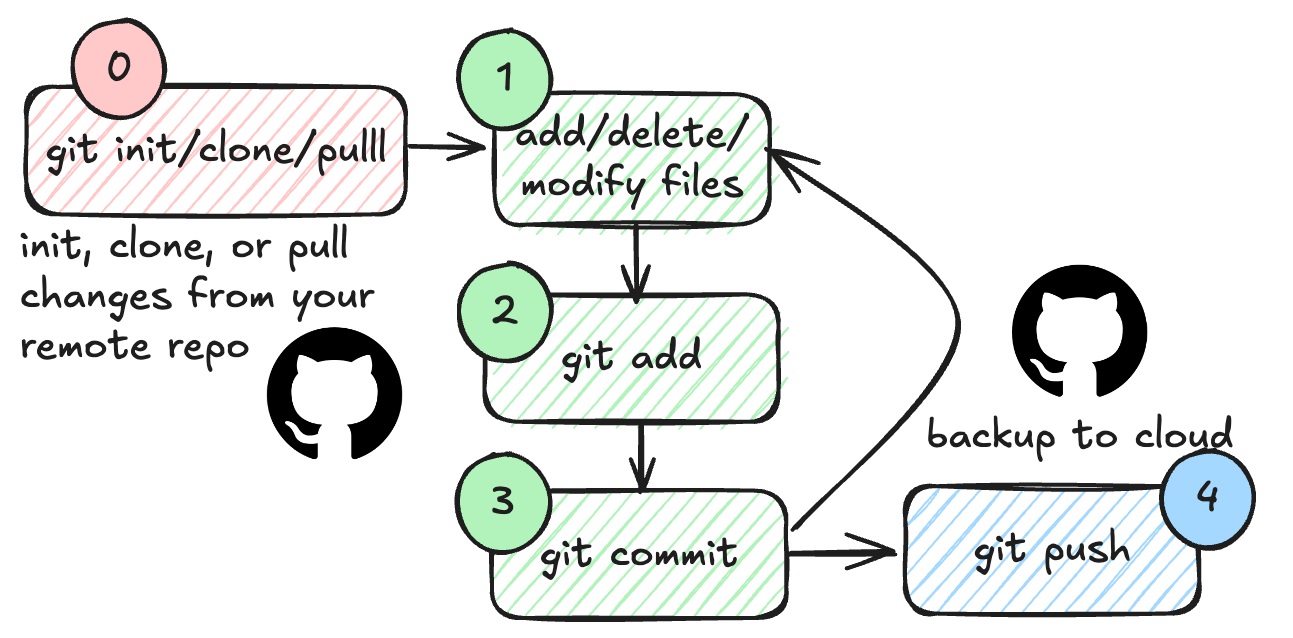 0
git init/clone/pulll
init, clone, or pull
changes from your
remote repo
1
add/delete/
modify files
2
git add
3
git commit
backup to cloud
4
git push